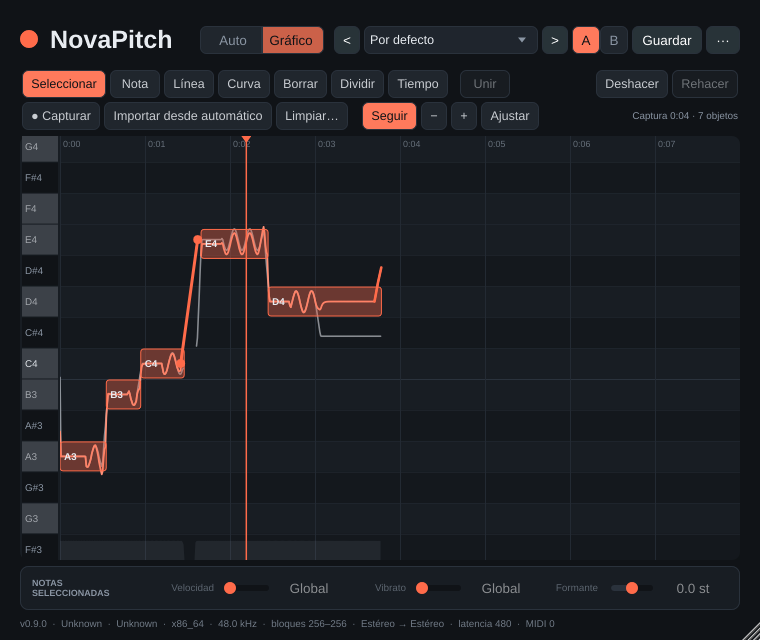 NovaPitch Auto Gráfico < Por defecto > A B Guardar ...
Seleccionar Nota Línea Curva Borrar Dividir Tiempo Unir Deshacer Rehacer
● Capturar Importar desde automático Limpiar… Seguir − + Ajustar Captura 0:04 · 7 objetos
0:00 0:01 0:02 0:03 0:04 0:05 0:06 0:07
G4
F#4
F4
E4 E4
D#4
D4 D4
C#4
C4 C4
B3 B3
A#3
A3 A3
G#3
G3
F#3
NOTAS SELECCIONADAS Velocidad Global Vibrato Global Formante 0.0 st
v0.9.0 · Unknown · Unknown · x86_64 · 48.0 kHz · bloques 256–256 · Estéreo → Estéreo · latencia 480 · MIDI 0